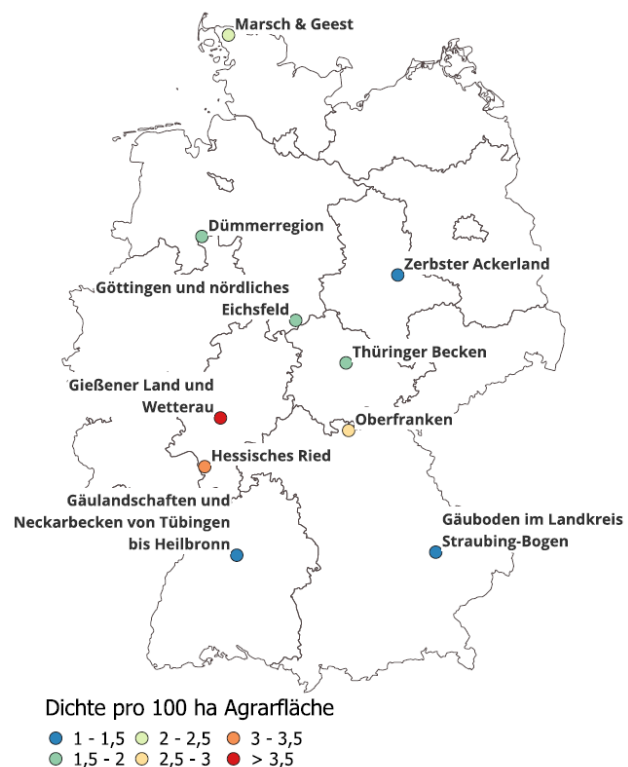 Marsch & Geest
Dümmerregion
Zerbster Ackerland
Göttingen und nördliches
Eichsfeld
Thüringer Becken
Gießener Land und
Wetterau
Oberfranken
Hessisches Ried
Gäulandschaften und
Neckarbecken von Tübingen
bis Heilbronn
Gäuboden im Landkreis
Straubing-Bogen
Dichte pro 100 ha Agrarfläche
1 - 1,5 2 - 2,5 3 - 3,5
1,5 - 2 2,5 - 3 > 3,5